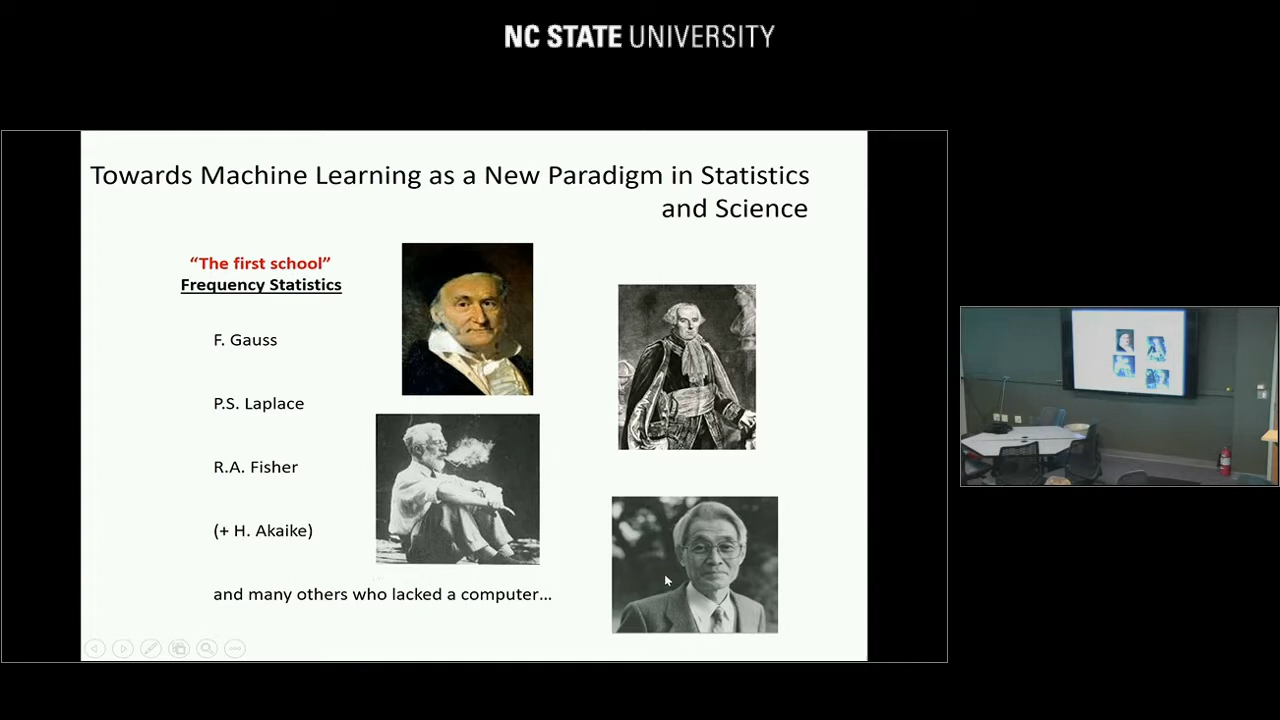 NC STATE UNIVERSITY
Towards Machine Learning as a New Paradigm in Statistics
and Science
“The first school”
Frequency Statistics
F. Gauss
P.S. Laplace
R.A. Fisher
(+ H. Akaike)
and many others who lacked a computer...